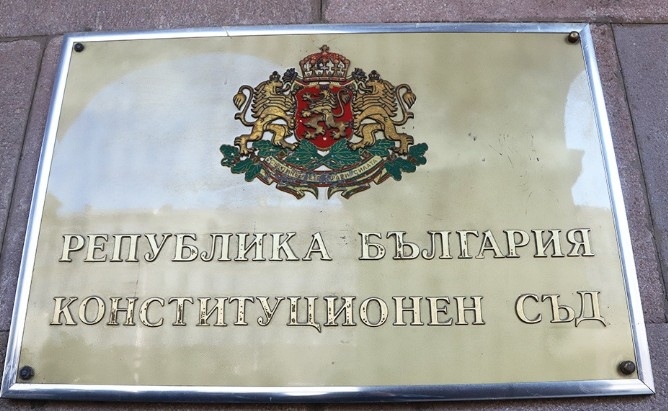 РЕПУБЛИКА БЪЛГАРИЯ
КОНСТИТУЦИОНЕН СЪД